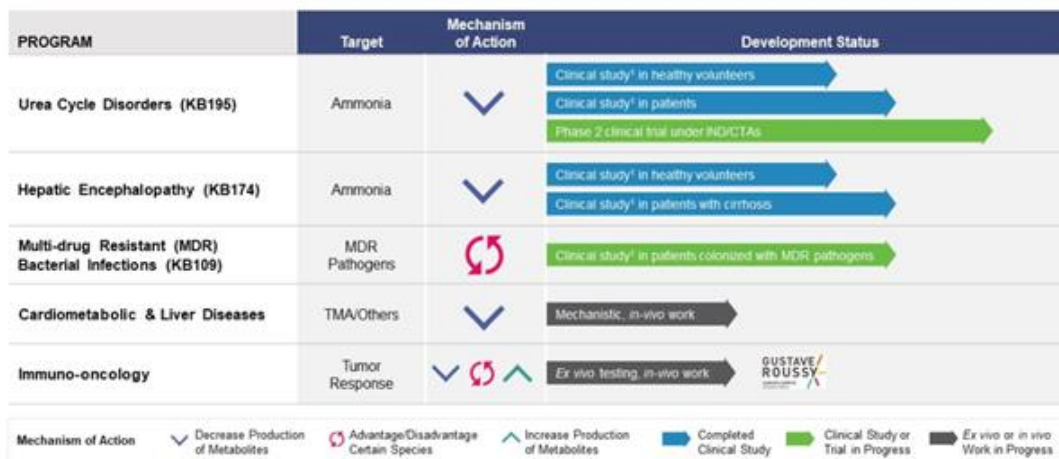 PROGRAM
Target
Mechanism
of Action
Development Status
Urea Cycle Disorders (KB195)
Ammonia
Clinical study¹ in healthy volunteers
Clinical study¹ in patients
Phase 2 clinical trial under IND/CTAs
Hepatic Encephalopathy (KB174)
Ammonia
Clinical study¹ in healthy volunteers
Clinical study¹ in patients with cirrhosis
Multi-drug Resistant (MDR)
Bacterial Infections (KB109)
MDR
Pathogens
Clinical study¹ in patients colonized with MDR pathogens
Cardiometabolic & Liver Diseases
TMA/Others
Mechanistic, in-vivo work
Immuno-oncology
Tumor
Response
Ex vivo testing, in-vivo work
GUSTAVE
ROUSSY
Mechanism of Action
Decrease Production
of Metabolites
Advantage/Disadvantage
Certain Species
Increase Production
of Metabolites
Completed
Clinical Study
Clinical Study or
Trial in Progress
Ex vivo or in vivo
Work in Progress